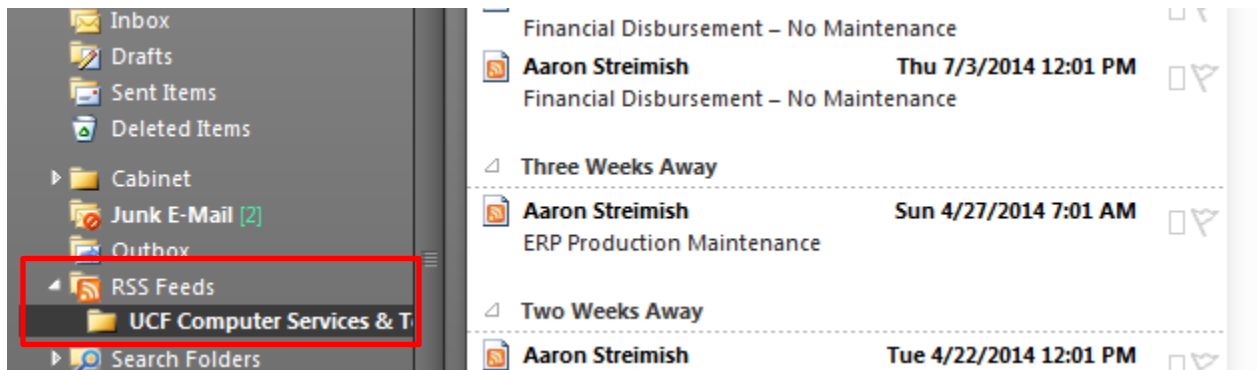 Inbox
Drafts
Sent Items
Deleted Items
Cabinet
Junk E-Mail [2]
Outbox
RSS Feeds
UCF Computer Services & T
Search Folders
Financial Disbursement – No Maintenance
Aaron Streimish Thu 7/3/2014 12:01 PM
Financial Disbursement – No Maintenance
Three Weeks Away
Aaron Streimish Sun 4/27/2014 7:01 AM
ERP Production Maintenance
Two Weeks Away
Aaron Streimish Tue 4/22/2014 12:01 PM